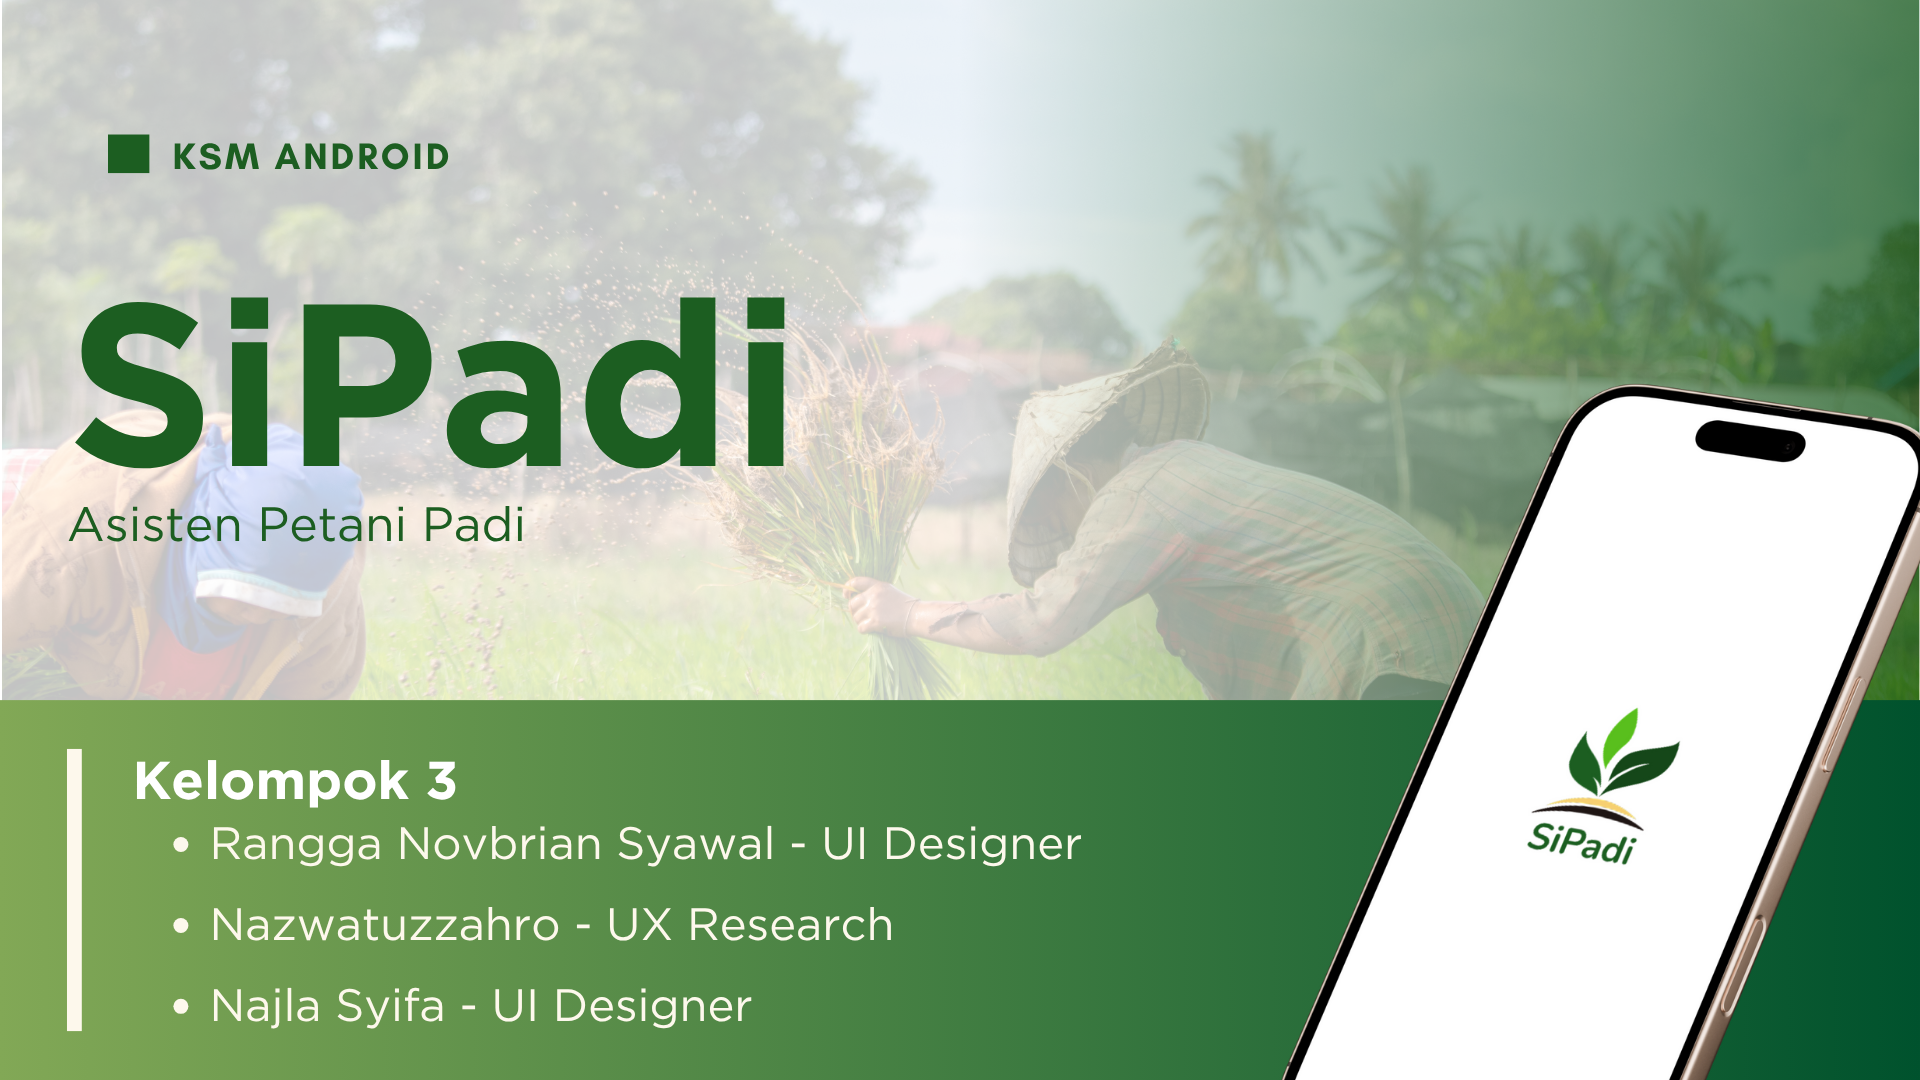 KSM ANDROID
SiPadi
Asisten Petani Padi
Kelompok 3
• Rangga Novbrian Syawal - UI Designer
• Nazwatuzzahro - UX Research
• Najla Syifa - UI Designer
SiPadi